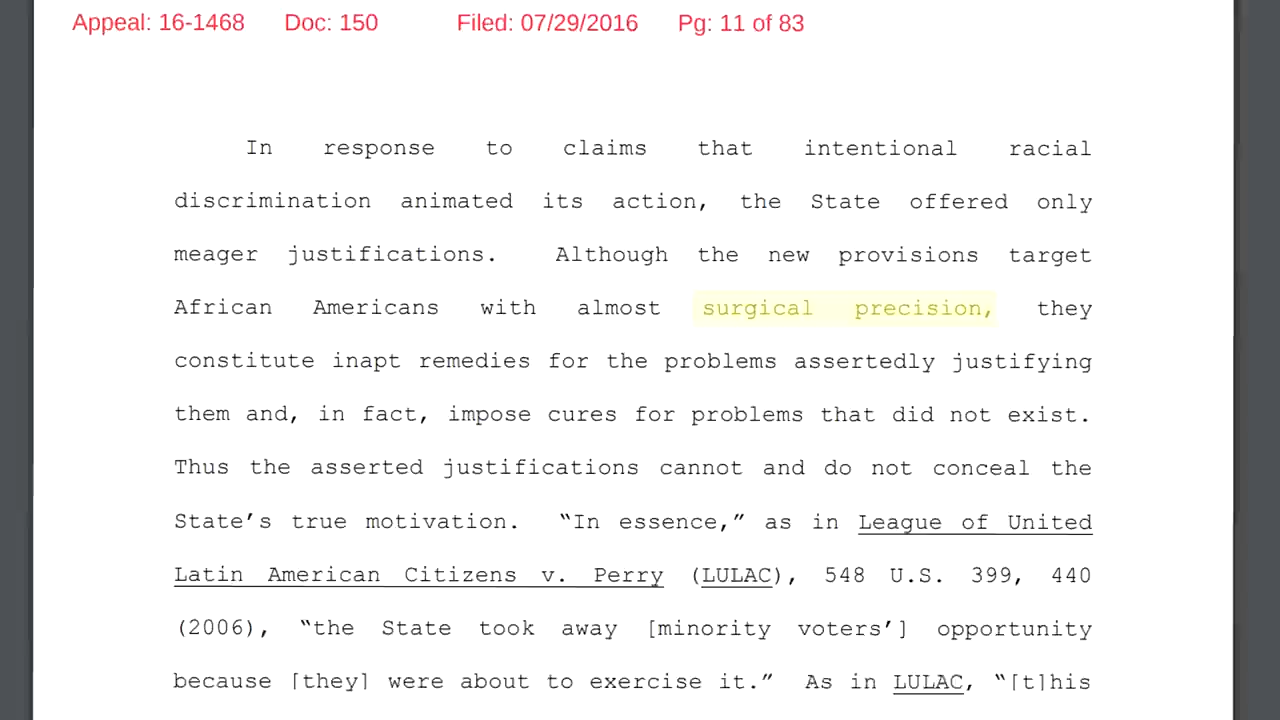 Appeal: 16-1468 Doc: 150 Filed: 07/29/2016 Pg: 11 of 83
In response to claims that intentional racial
discrimination animated its action, the State offered only
meager justifications. Although the new provisions target
African Americans with almost surgical precision, they
constitute inapt remedies for the problems assertedly justifying
them and, in fact, impose cures for problems that did not exist.
Thus the asserted justifications cannot and do not conceal the
State’s true motivation. “In essence,” as in League of United
Latin American Citizens v. Perry (LULAC), 548 U.S. 399, 440
(2006), “the State took away [minority voters’] opportunity
because [they] were about to exercise it.” As in LULAC, “[t]his